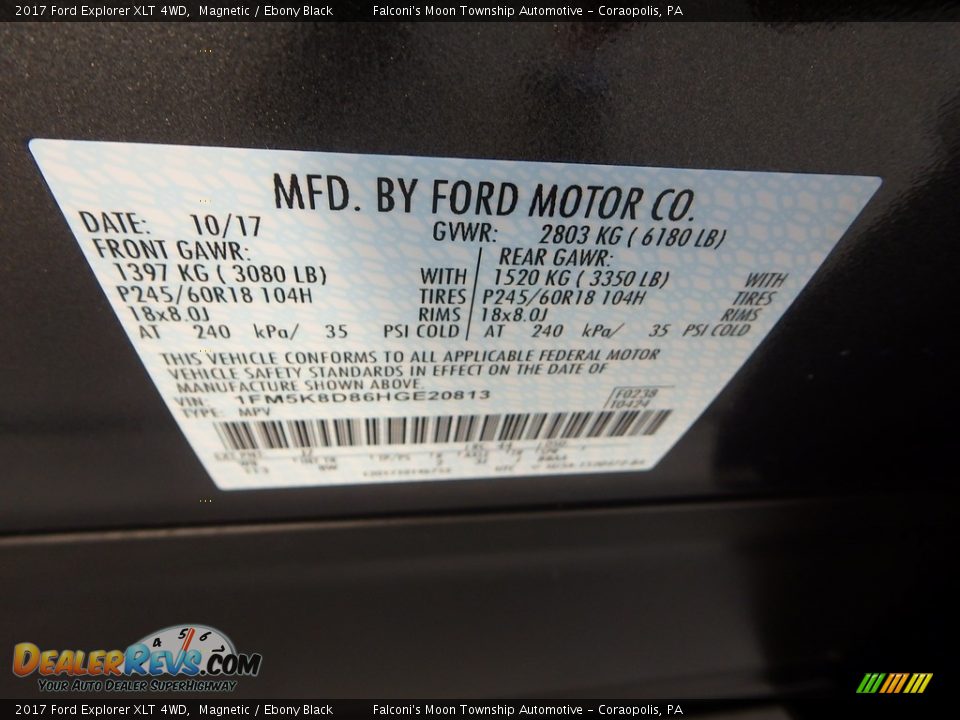 2017 Ford Explorer XLT 4WD, Magnetic / Ebony Black Falconi's Moon Township Automotive - Coraopolis, PA
MFD. BY FORD MOTOR CO.
DATE: 10/17 GVWR: 2803 KG ( 6180 LB)
FRONT GAWR: REAR GAWR:
1397 KG ( 3080 LB) WITH 1520 KG ( 3350 LB) WITH
P245/60R18 104H TIRES P245/60R18 104H TIRES
18x8.0J RIMS 18x8.0J RIMS
AT 240 kPa/ 35 PSI COLD AT 240 kPa/ 35 PSI COLD
THIS VEHICLE CONFORMS TO ALL APPLICABLE FEDERAL MOTOR
VEHICLE SAFETY STANDARDS IN EFFECT ON THE DATE OF
MANUFACTURE SHOWN ABOVE.
VIN: 1FM5K8D86HGE20813 F0238
TYPE: MPV 10424
4 5 6
DEALERREVS.COM
YOUR AUTO DEALER SUPERHIGHWAY
2017 Ford Explorer XLT 4WD, Magnetic / Ebony Black Falconi's Moon Township Automotive - Coraopolis, PA